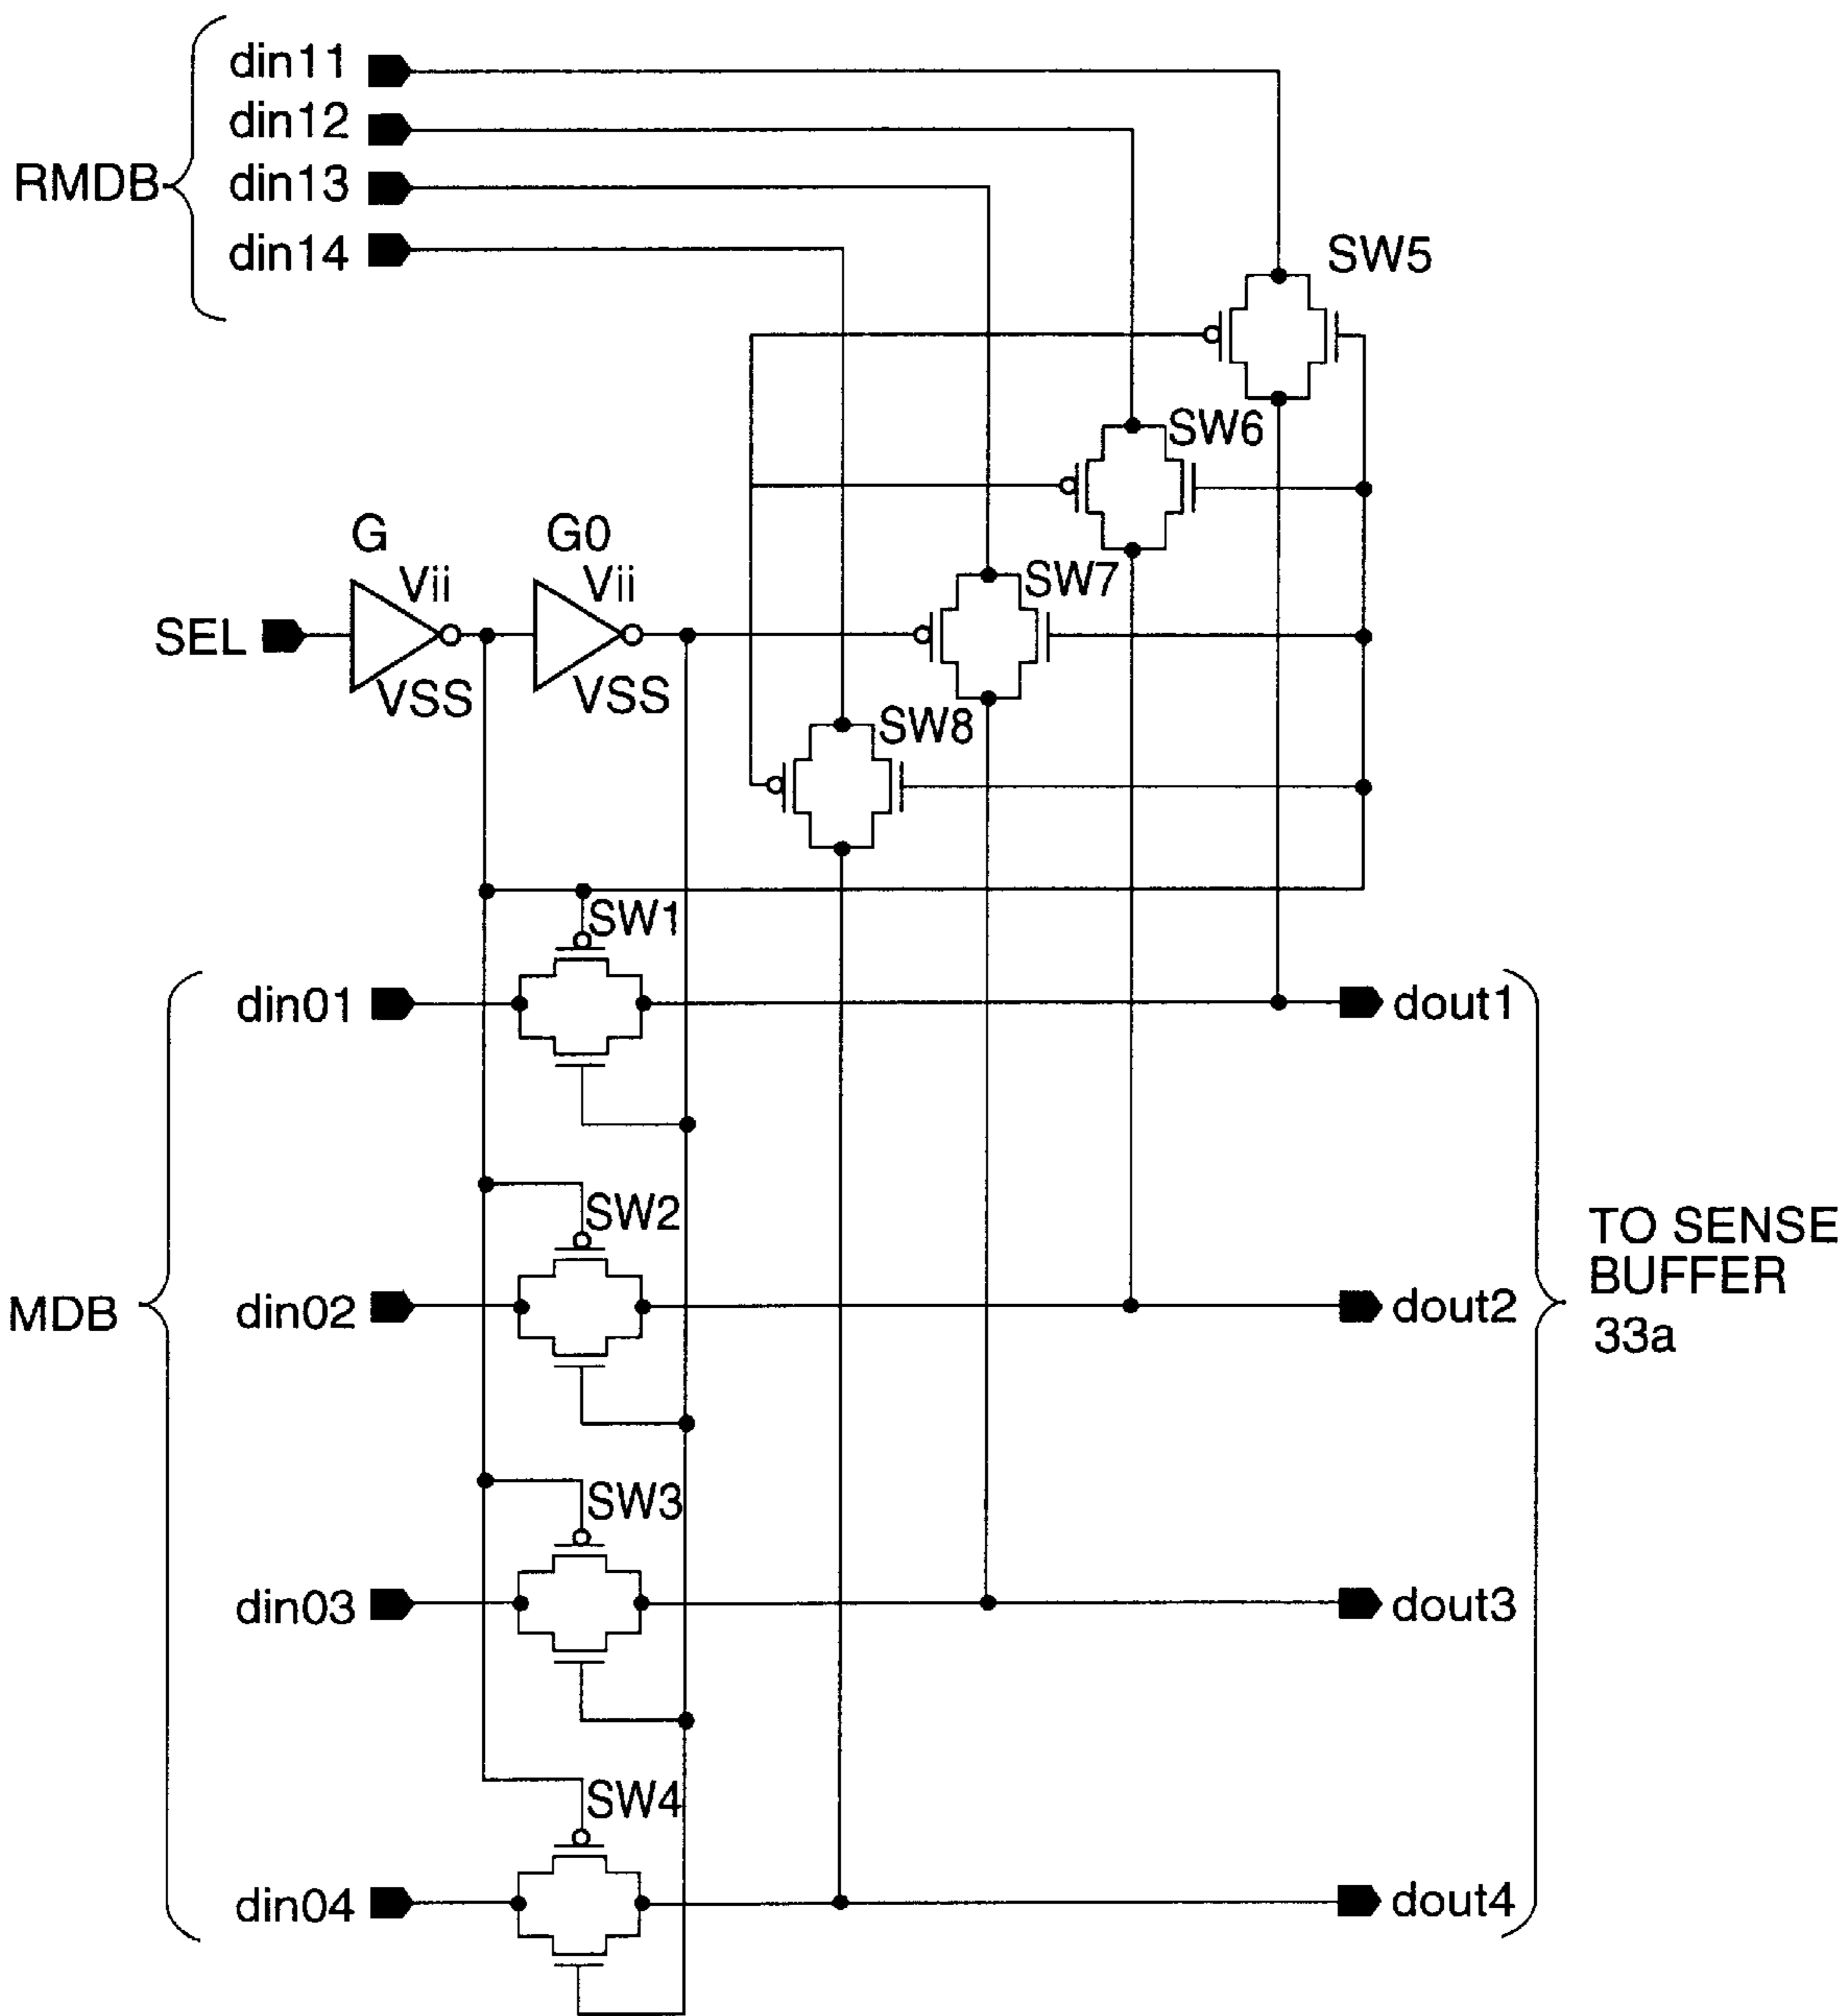 din11
din12
RMDB
din13
din14
SW5
SW6
G
G0
Vii
Vii
SW7
SEL
VSS
VSS
SW8
SW1
din01
dout1
SW2
MDB
din02
dout2
TO SENSE
BUFFER
33a
SW3
din03
dout3
SW4
din04
dout4